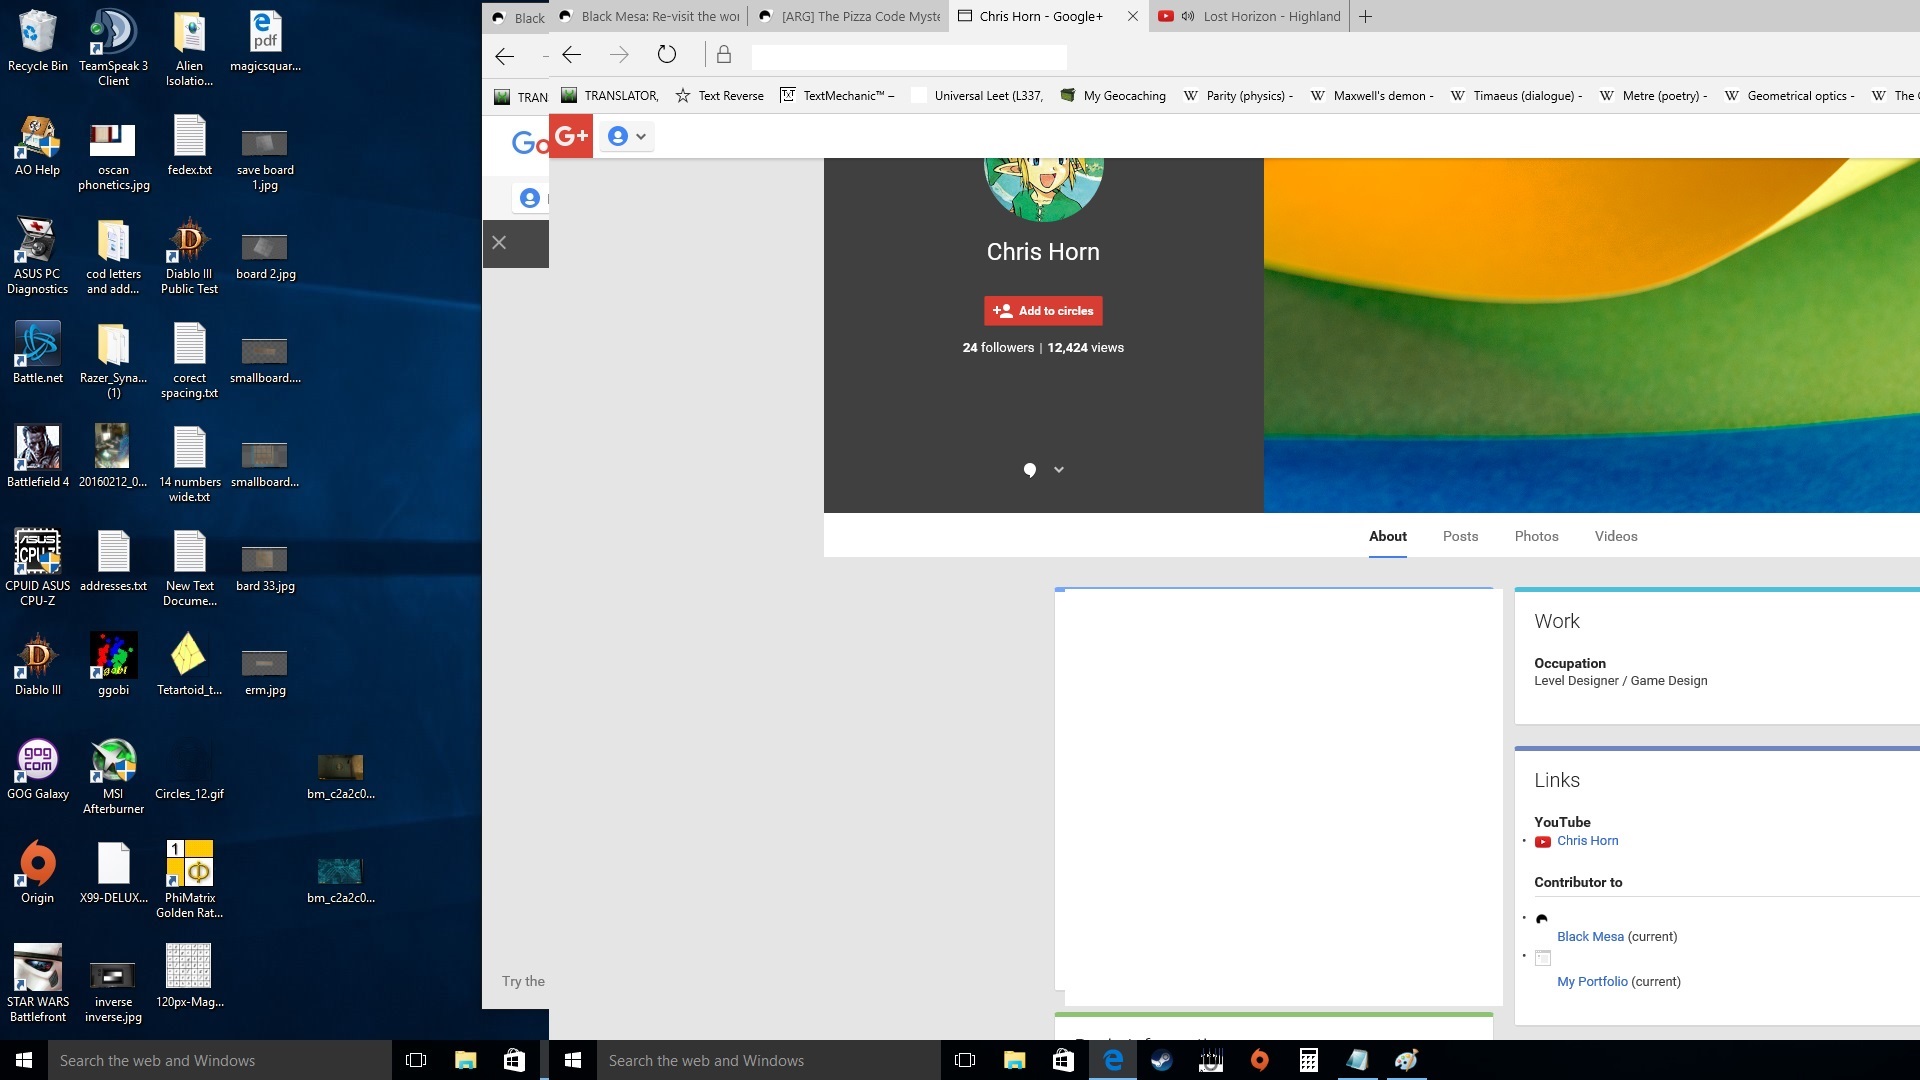 Black
Black Mesa: Re-visit the wor
[ARG] The Pizza Code Myste
Chris Horn - Google+
Lost Horizon - Highland
TRAN
TRANSLATOR,
Text Reverse
TextMechanic™ –
Universal Leet (L337,
My Geocaching
Parity (physics) -
Maxwell's demon -
Timaeus (dialogue) -
Metre (poetry) -
Geometrical optics -
The
Go
G+
Recycle Bin
TeamSpeak 3
Client
Alien
Isolatio...
magicsquar...
pdf
AO Help
oscan
phonetics.jpg
fedex.txt
save board
1.jpg
ASUS PC
Diagnostics
cod letters
and add...
Diablo III
Public Test
board 2.jpg
Battle.net
Razer_Syna...
(1)
corect
spacing.txt
smallboard....
Battlefield 4
20160212_0...
14 numbers
wide.txt
smallboard...
ASUS
CPU-Z
CPUID ASUS
CPU-Z
addresses.txt
New Text
Docume...
bard 33.jpg
Diablo III
ggobi
Tetartoid_t...
erm.jpg
gog
com
GOG Galaxy
MSI
Afterburner
Circles_12.gif
bm_c2a2c0...
Origin
X99-DELUX...
PhiMatrix
Golden Rat...
bm_c2a2c0...
STAR WARS
Battlefront
inverse
inverse.jpg
120px-Mag...
Try the
Chris Horn
Add to circles
24 followers | 12,424 views
About
Posts
Photos
Videos
Work
Occupation
Level Designer / Game Design
Links
YouTube
Chris Horn
Contributor to
Black Mesa (current)
My Portfolio (current)
Search the web and Windows
Search the web and Windows